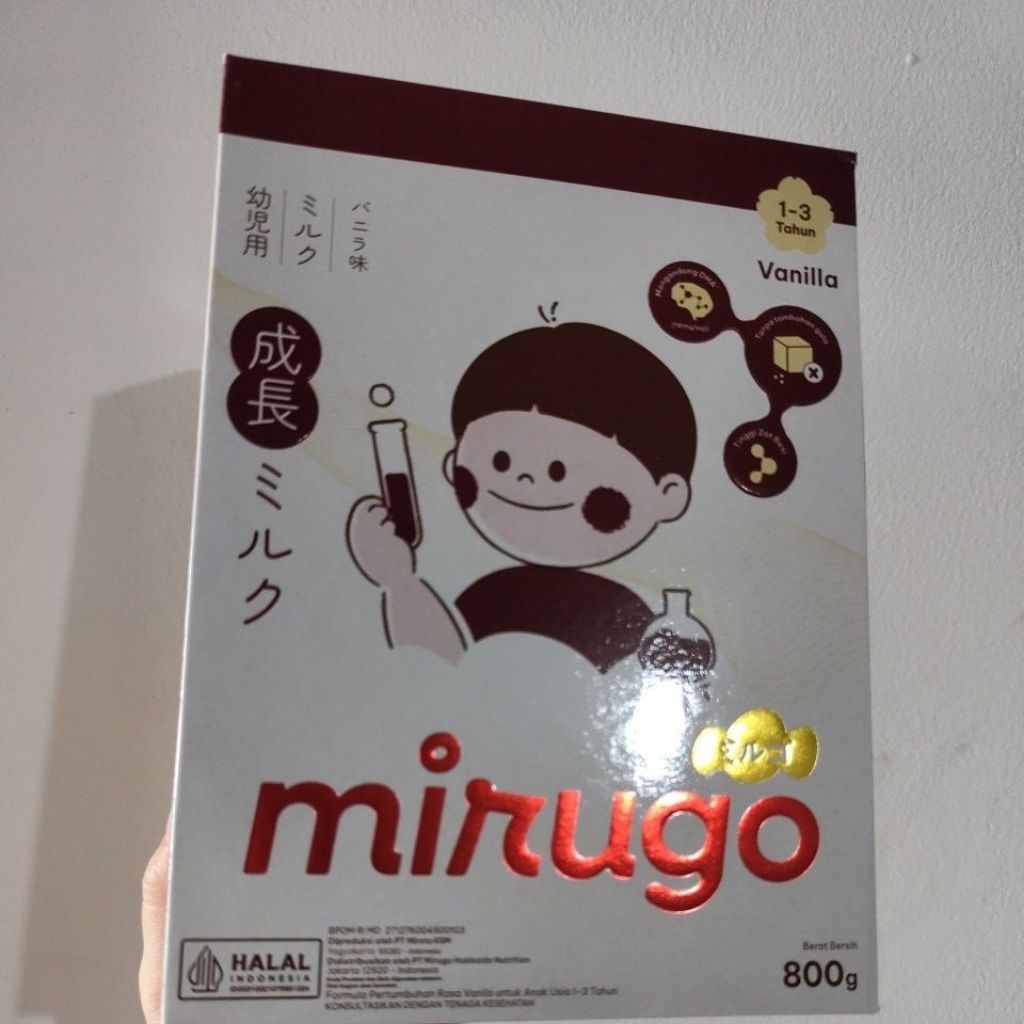 幼児用
ミルク
バニラ味
成長
ミルク
1-3
Tahun
Vanilla
Mengandung DHA
Tanpa tambahan gula
Tinggi Zat Besi
ミルゴ
mirugo
HALAL
INDONESIA
BPOM RI MD
Diproduksi oleh PT Mirota KSM
Yogyakarta - Indonesia
Didistribusikan oleh PT Mirugo Hokkaido Nutrition
Jakarta 12920 - Indonesia
Formula Pertumbuhan Rasa Vanila untuk Anak Usia 1-3 Tahun
KONSULTASIKAN DENGAN TENAGA KESEHATAN
Berat Bersih
800g